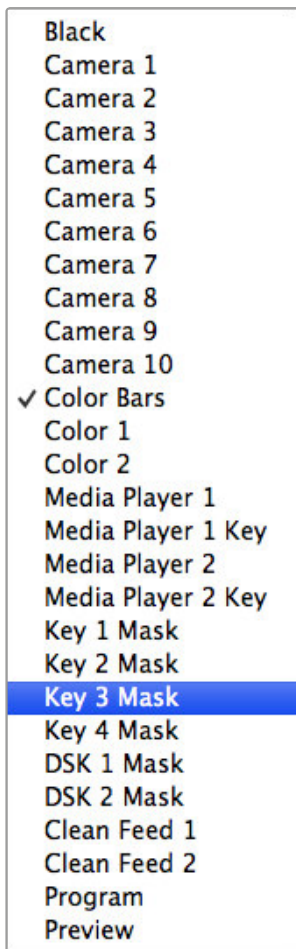 Black
Camera 1
Camera 2
Camera 3
Camera 4
Camera 5
Camera 6
Camera 7
Camera 8
Camera 9
Camera 10
✓ Color Bars
Color 1
Color 2
Media Player 1
Media Player 1 Key
Media Player 2
Media Player 2 Key
Key 1 Mask
Key 2 Mask
Key 3 Mask
Key 4 Mask
DSK 1 Mask
DSK 2 Mask
Clean Feed 1
Clean Feed 2
Program
Preview